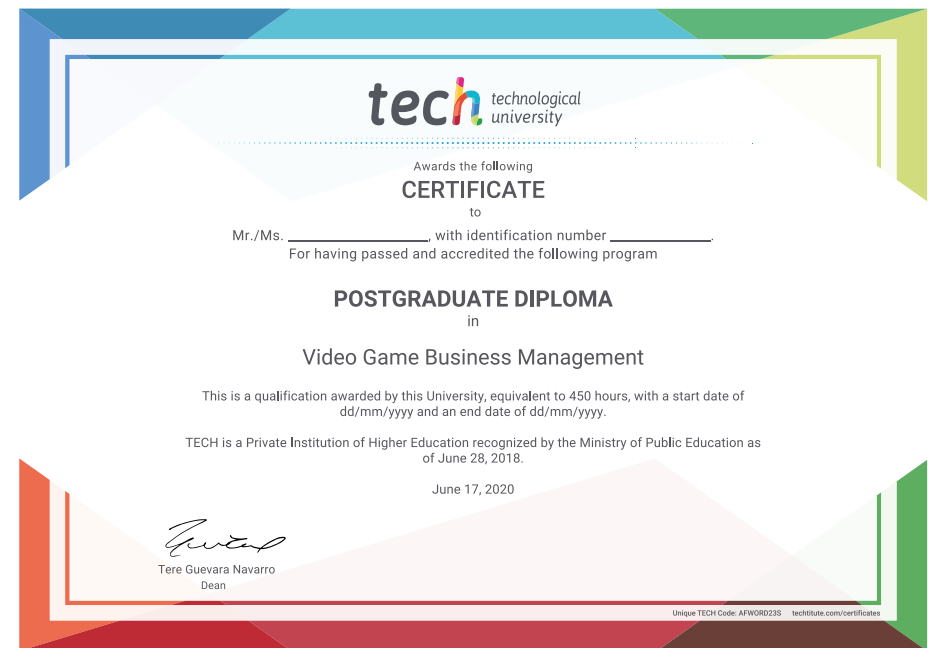 tech technological
university
Awards the following
CERTIFICATE
to
Mr./Ms. ____________________, with identification number ______________.
For having passed and accredited the following program
POSTGRADUATE DIPLOMA
in
Video Game Business Management
This is a qualification awarded by this University, equivalent to 450 hours, with a start date of
dd/mm/yyyy and an end date of dd/mm/yyyy.
TECH is a Private Institution of Higher Education recognized by the Ministry of Public Education as
of June 28, 2018.
June 17, 2020
Tere Guevara Navarro
Dean
Unique TECH Code: AFWORD23S techtitute.com/certificates